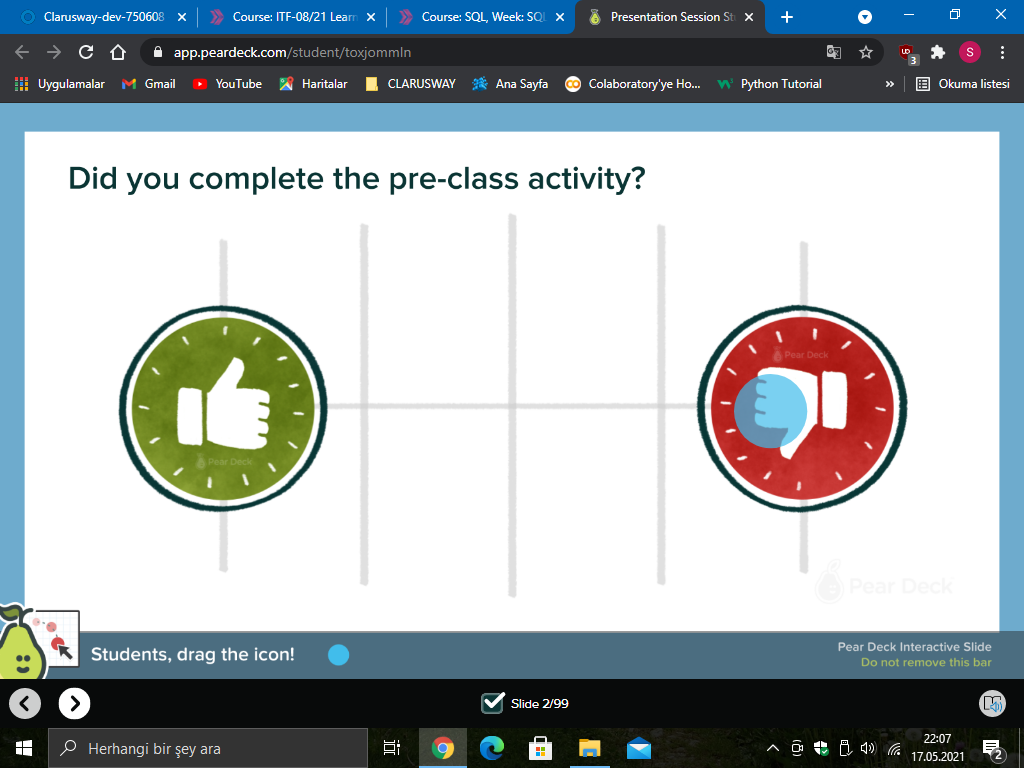 Clarusway-dev-750608
Course: ITF-08/21 Learn
Course: SQL, Week: SQL
Presentation Session St
app.peardeck.com/student/toxjommln
UD
3
S
Uygulamalar
Gmail
YouTube
Haritalar
CLARUSWAY
Ana Sayfa
Colaboratory'ye Ho...
Python Tutorial
»
Okuma listesi
Did you complete the pre-class activity?
Pear Deck
Pear Deck
Pear Deck
Students, drag the icon!
Pear Deck Interactive Slide
Do not remove this bar
Slide 2/99
Herhangi bir şey ara
22:07
17.05.2021
2